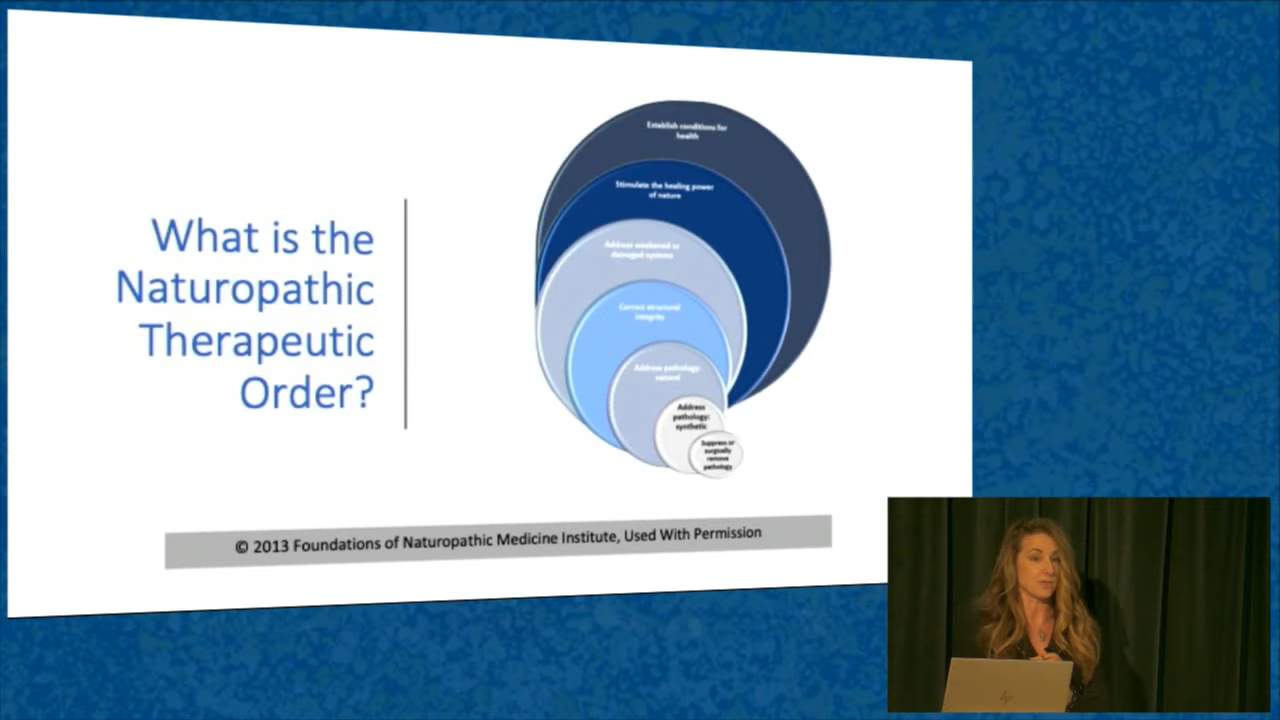 What is the
Naturopathic
Therapeutic
Order?
Establish conditions for
health
Stimulate the healing power
of nature
Address weakened or
damaged systems
Correct structural
integrity
Address pathology:
natural
Address
pathology:
synthetic
Suppress or
surgically
remove
pathology
© 2013 Foundations of Naturopathic Medicine Institute, Used With Permission
hp